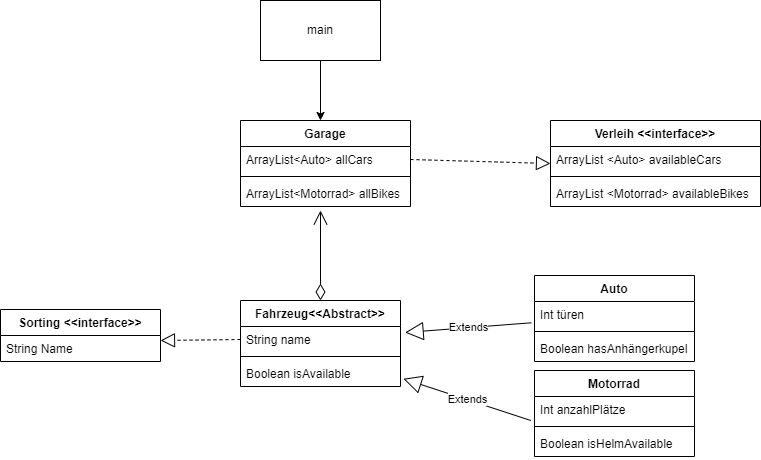 main
Garage
ArrayList<Auto> allCars
ArrayList<Motorrad> allBikes
Verleih <<interface>>
ArrayList <Auto> availableCars
ArrayList <Motorrad> availableBikes
Sorting <<interface>>
String Name
Fahrzeug<<Abstract>>
String name
Boolean isAvailable
Extends
Extends
Auto
Int türen
Boolean hasAnhängerkupel
Motorrad
Int anzahlPlätze
Boolean isHelmAvailable